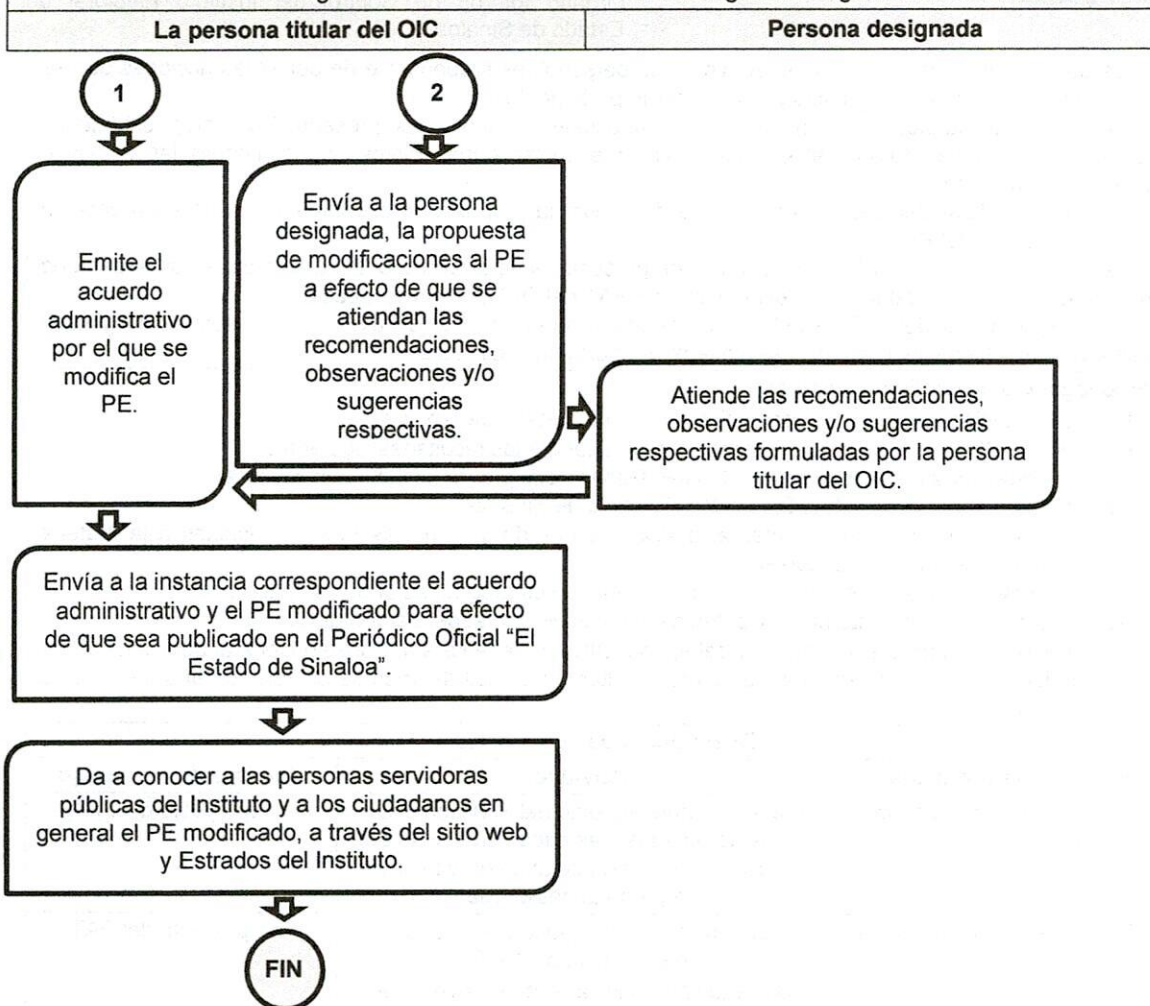 La persona titular del OIC
Persona designada
1
2
Emite el
acuerdo
administrativo
por el que se
modifica el
PE.
Envía a la persona
designada, la propuesta
de modificaciones al PE
a efecto de que se
atiendan las
recomendaciones,
observaciones y/o
sugerencias
respectivas.
Atiende las recomendaciones,
observaciones y/o sugerencias
respectivas formuladas por la persona
titular del OIC.
Envía a la instancia correspondiente el acuerdo
administrativo y el PE modificado para efecto
de que sea publicado en el Periódico Oficial “El
Estado de Sinaloa”.
Da a conocer a las personas servidoras
públicas del Instituto y a los ciudadanos en
general el PE modificado, a través del sitio web
y Estrados del Instituto.
FIN